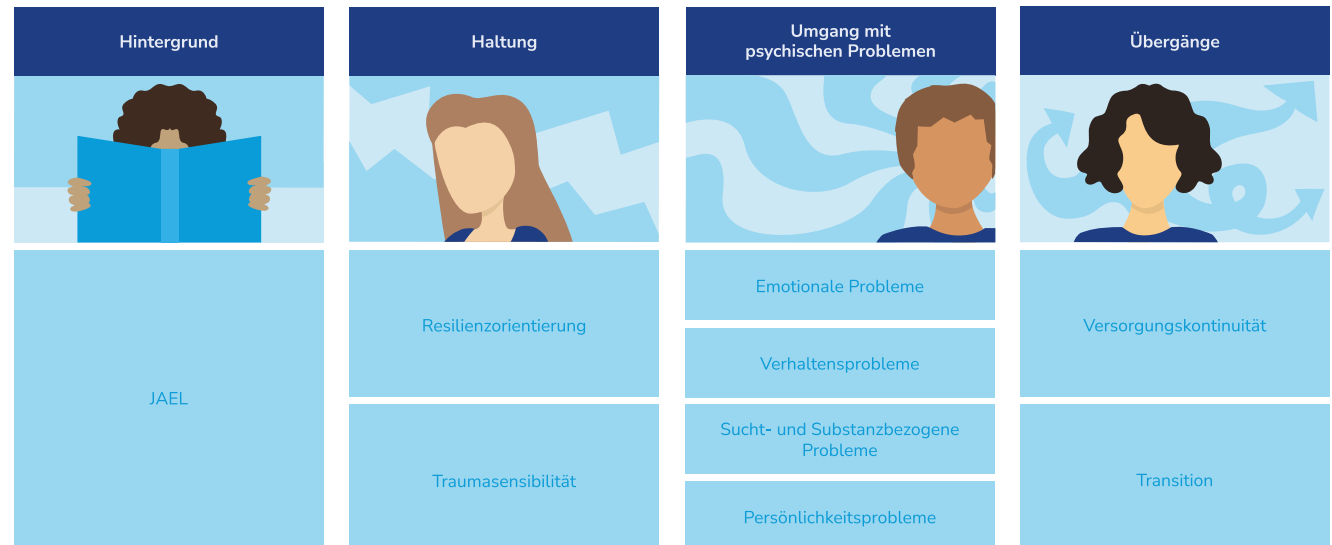 Hintergrund
JAEL
Haltung
Resilienzorientierung
Traumasensibilität
Umgang mit
psychischen Problemen
Emotionale Probleme
Verhaltensprobleme
Sucht- und Substanzbezogene
Probleme
Persönlichkeitsprobleme
Übergänge
Versorgungskontinuität
Transition